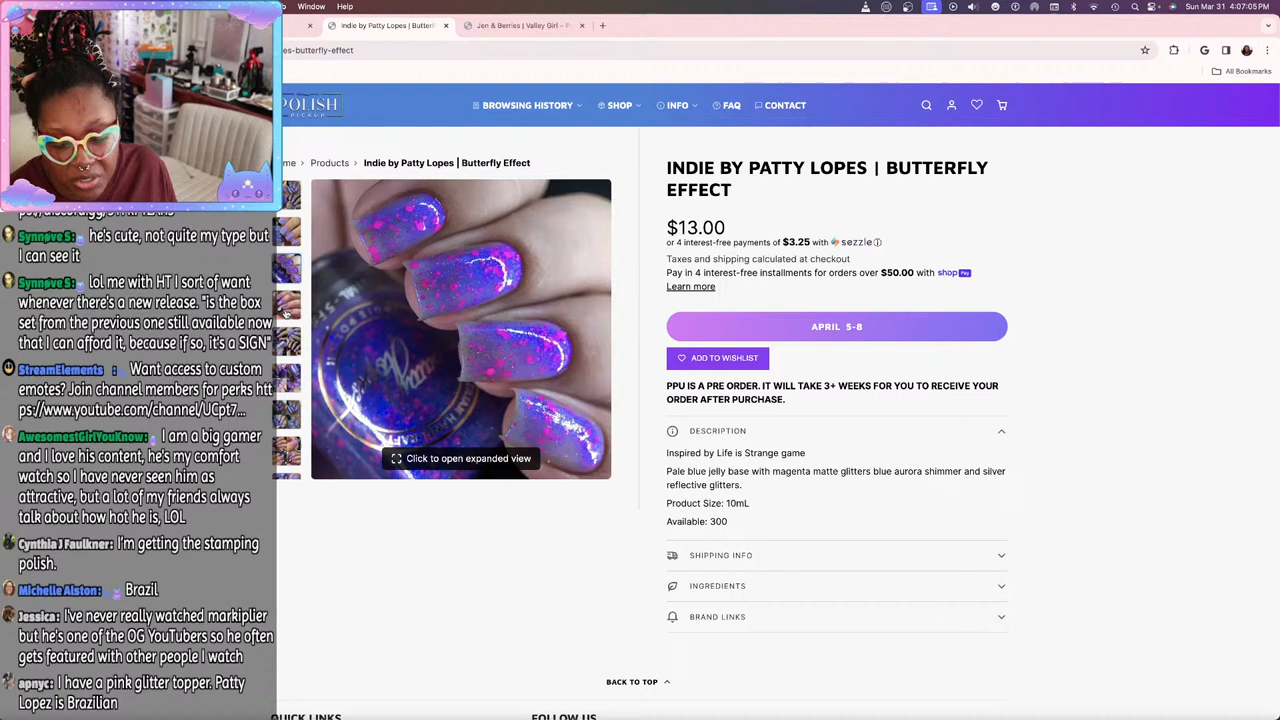 Window Help
Sun Mar 31 4:07:05 PM
Indie by Patty Lopes | Butterf
Jen & Berries | Valley Girl – P
es-butterfly-effect
All Bookmarks
POLISH
PICKUP
BROWSING HISTORY
SHOP
INFO
FAQ
CONTACT
me > Products > Indie by Patty Lopes | Butterfly Effect
Click to open expanded view
INDIE BY PATTY LOPES | BUTTERFLY
EFFECT
$13.00
or 4 interest-free payments of $3.25 with sezzle
Taxes and shipping calculated at checkout
Pay in 4 interest-free installments for orders over $50.00 with shop Pay
Learn more
APRIL 5-8
ADD TO WISHLIST
PPU IS A PRE ORDER. IT WILL TAKE 3+ WEEKS FOR YOU TO RECEIVE YOUR
ORDER AFTER PURCHASE.
DESCRIPTION
Inspired by Life is Strange game
Pale blue jelly base with magenta matte glitters blue aurora shimmer and silver
reflective glitters.
Product Size: 10mL
Available: 300
SHIPPING INFO
INGREDIENTS
BRAND LINKS
BACK TO TOP
QUICK LINKS
FOLLOW US
Synnøve S: he's cute, not quite my type but
I can see it
Synnøve S: lol me with HT I sort of want
whenever there's a new release. "is the box
set from the previous one still available now
that I can afford it, because if so, it's a SIGN"
StreamElements : Want access to custom
emotes? Join channel members for perks htt
ps://www.youtube.com/channel/UCpt7...
AwesomestGirlYouKnow: I am a big gamer
and I love his content, he's my comfort
watch so I have never seen him as
attractive, but a lot of my friends always
talk about how hot he is, LOL
Cynthia J Faulkner: I'm getting the stamping
polish.
Michelle Alston: Brazil
Jessica: I've never really watched markiplier
but he's one of the OG YouTubers so he often
gets featured with other people I watch
apnyc: I have a pink glitter topper. Patty
Lopez is Brazilian